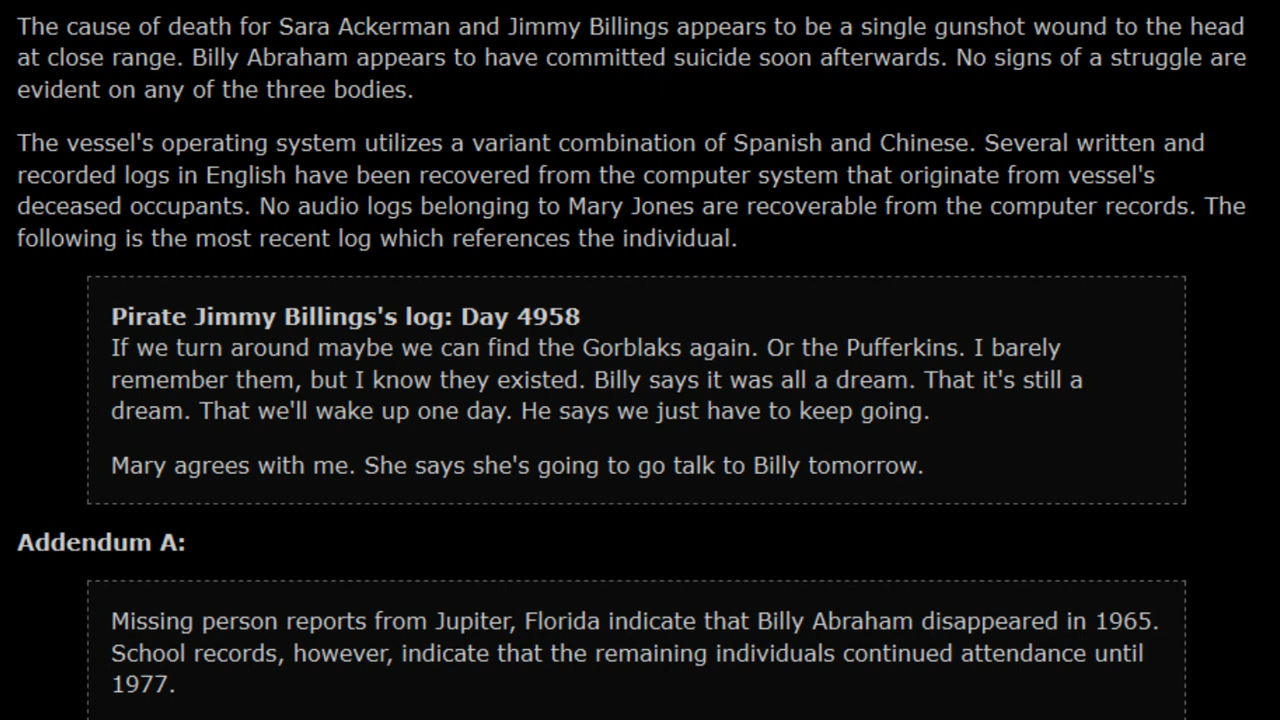 The cause of death for Sara Ackerman and Jimmy Billings appears to be a single gunshot wound to the head
at close range. Billy Abraham appears to have committed suicide soon afterwards. No signs of a struggle are
evident on any of the three bodies.
The vessel's operating system utilizes a variant combination of Spanish and Chinese. Several written and
recorded logs in English have been recovered from the computer system that originate from vessel's
deceased occupants. No audio logs belonging to Mary Jones are recoverable from the computer records. The
following is the most recent log which references the individual.
Pirate Jimmy Billings's log: Day 4958
If we turn around maybe we can find the Gorblaks again. Or the Pufferkins. I barely
remember them, but I know they existed. Billy says it was all a dream. That it's still a
dream. That we'll wake up one day. He says we just have to keep going.
Mary agrees with me. She says she's going to go talk to Billy tomorrow.
Addendum A:
Missing person reports from Jupiter, Florida indicate that Billy Abraham disappeared in 1965.
School records, however, indicate that the remaining individuals continued attendance until
1977.